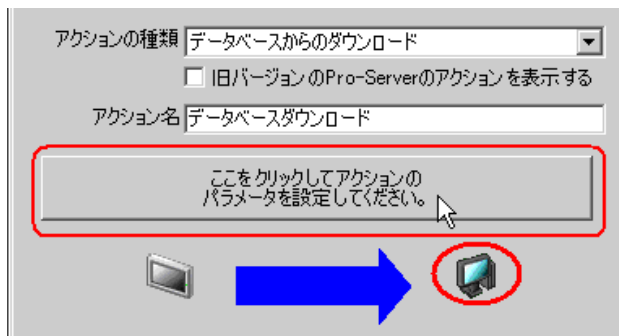 アクションの種類 データベースからのダウンロード
旧バージョンのPro-Serverのアクションを表示する
アクション名 データベースダウンロード
ここをクリックしてアクションの
パラメータを設定してください。